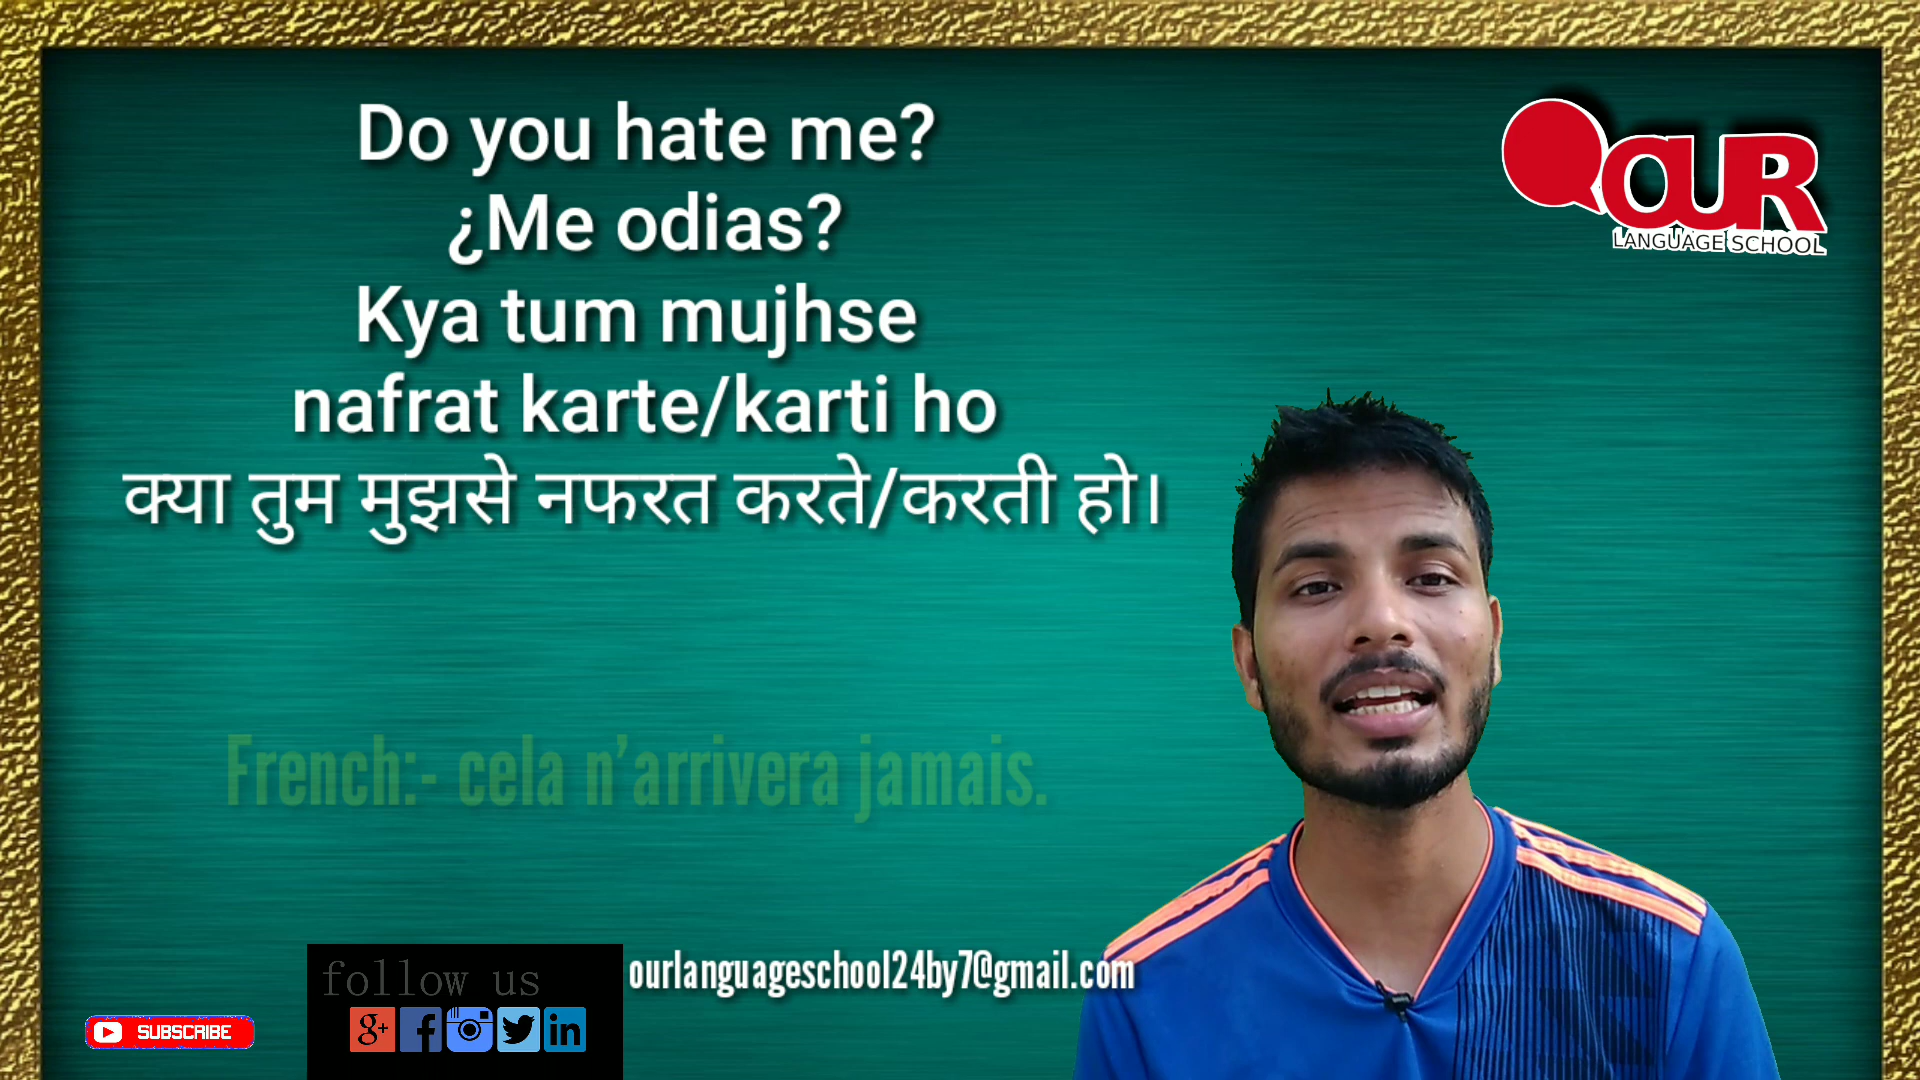 Do you hate me?
¿Me odias?
Kya tum mujhse
nafrat karte/karti ho
क्या तुम मुझसे नफरत करते/करती हो।
OUR
LANGUAGE SCHOOL
French:- cela n’arrivera jamais.
follow us
ourlanguageschool24by7@gmail.com
SUBSCRIBE
g+
f
in